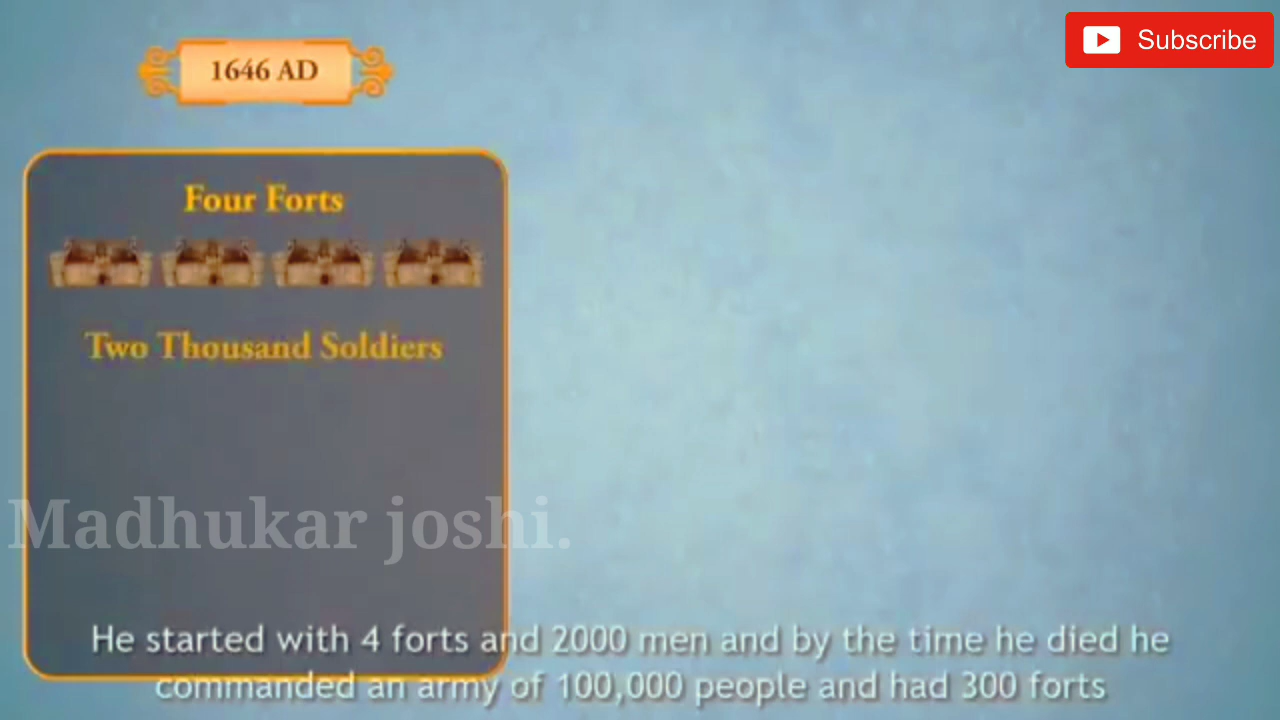 1646 AD
Subscribe
Four Forts
Two Thousand Soldiers
Madhukar joshi.
He started with 4 forts and 2000 men and by the time he died he
commanded an army of 100,000 people and had 300 forts